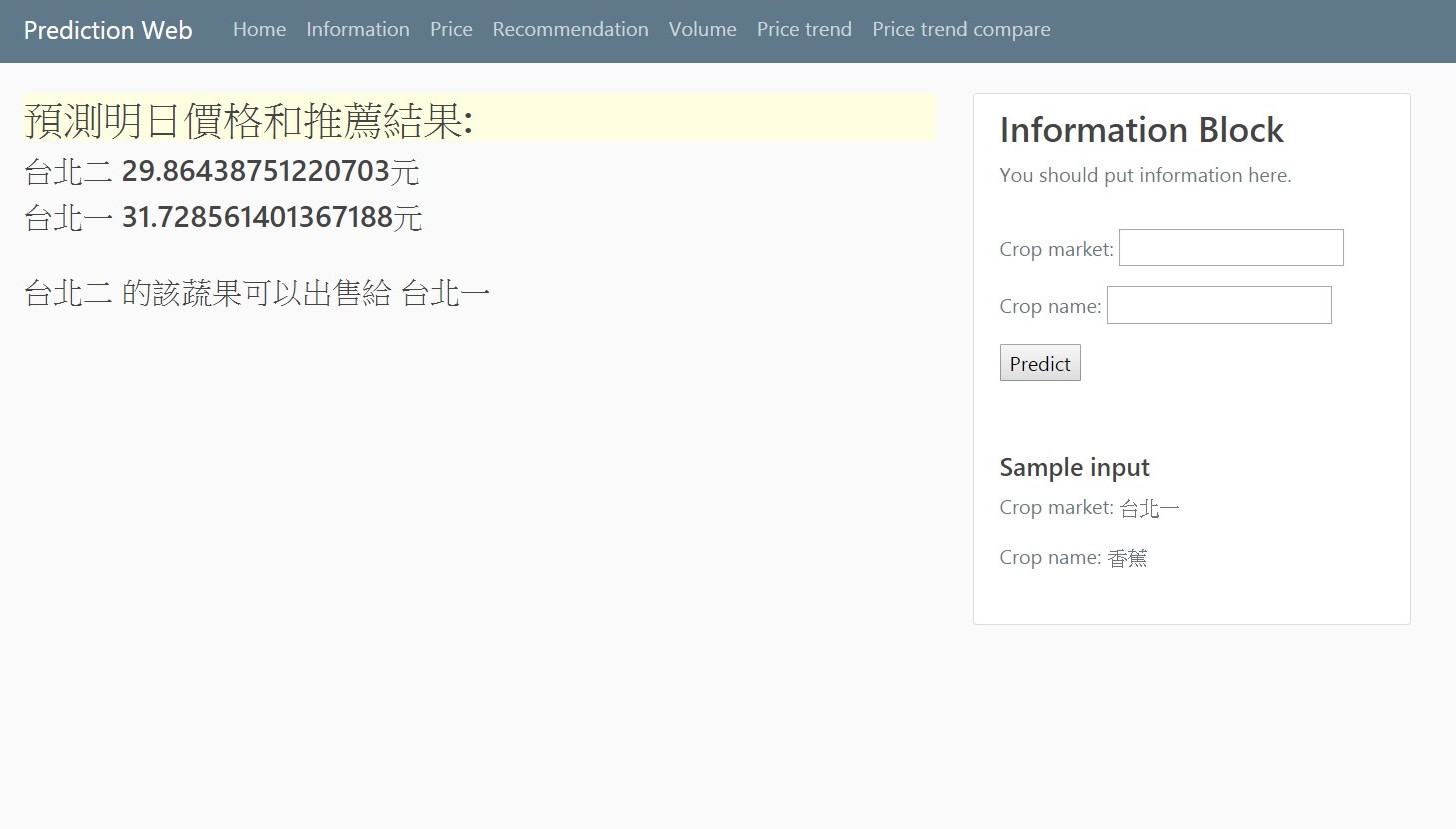 Prediction Web Home Information Price Recommendation Volume Price trend Price trend compare
預測明日價格和推薦結果:
台北二 29.86438751220703元
台北一 31.728561401367188元
台北二 的該蔬果可以出售給 台北一
Information Block
You should put information here.
Crop market:
Crop name:
Predict
Sample input
Crop market: 台北一
Crop name: 香蕉